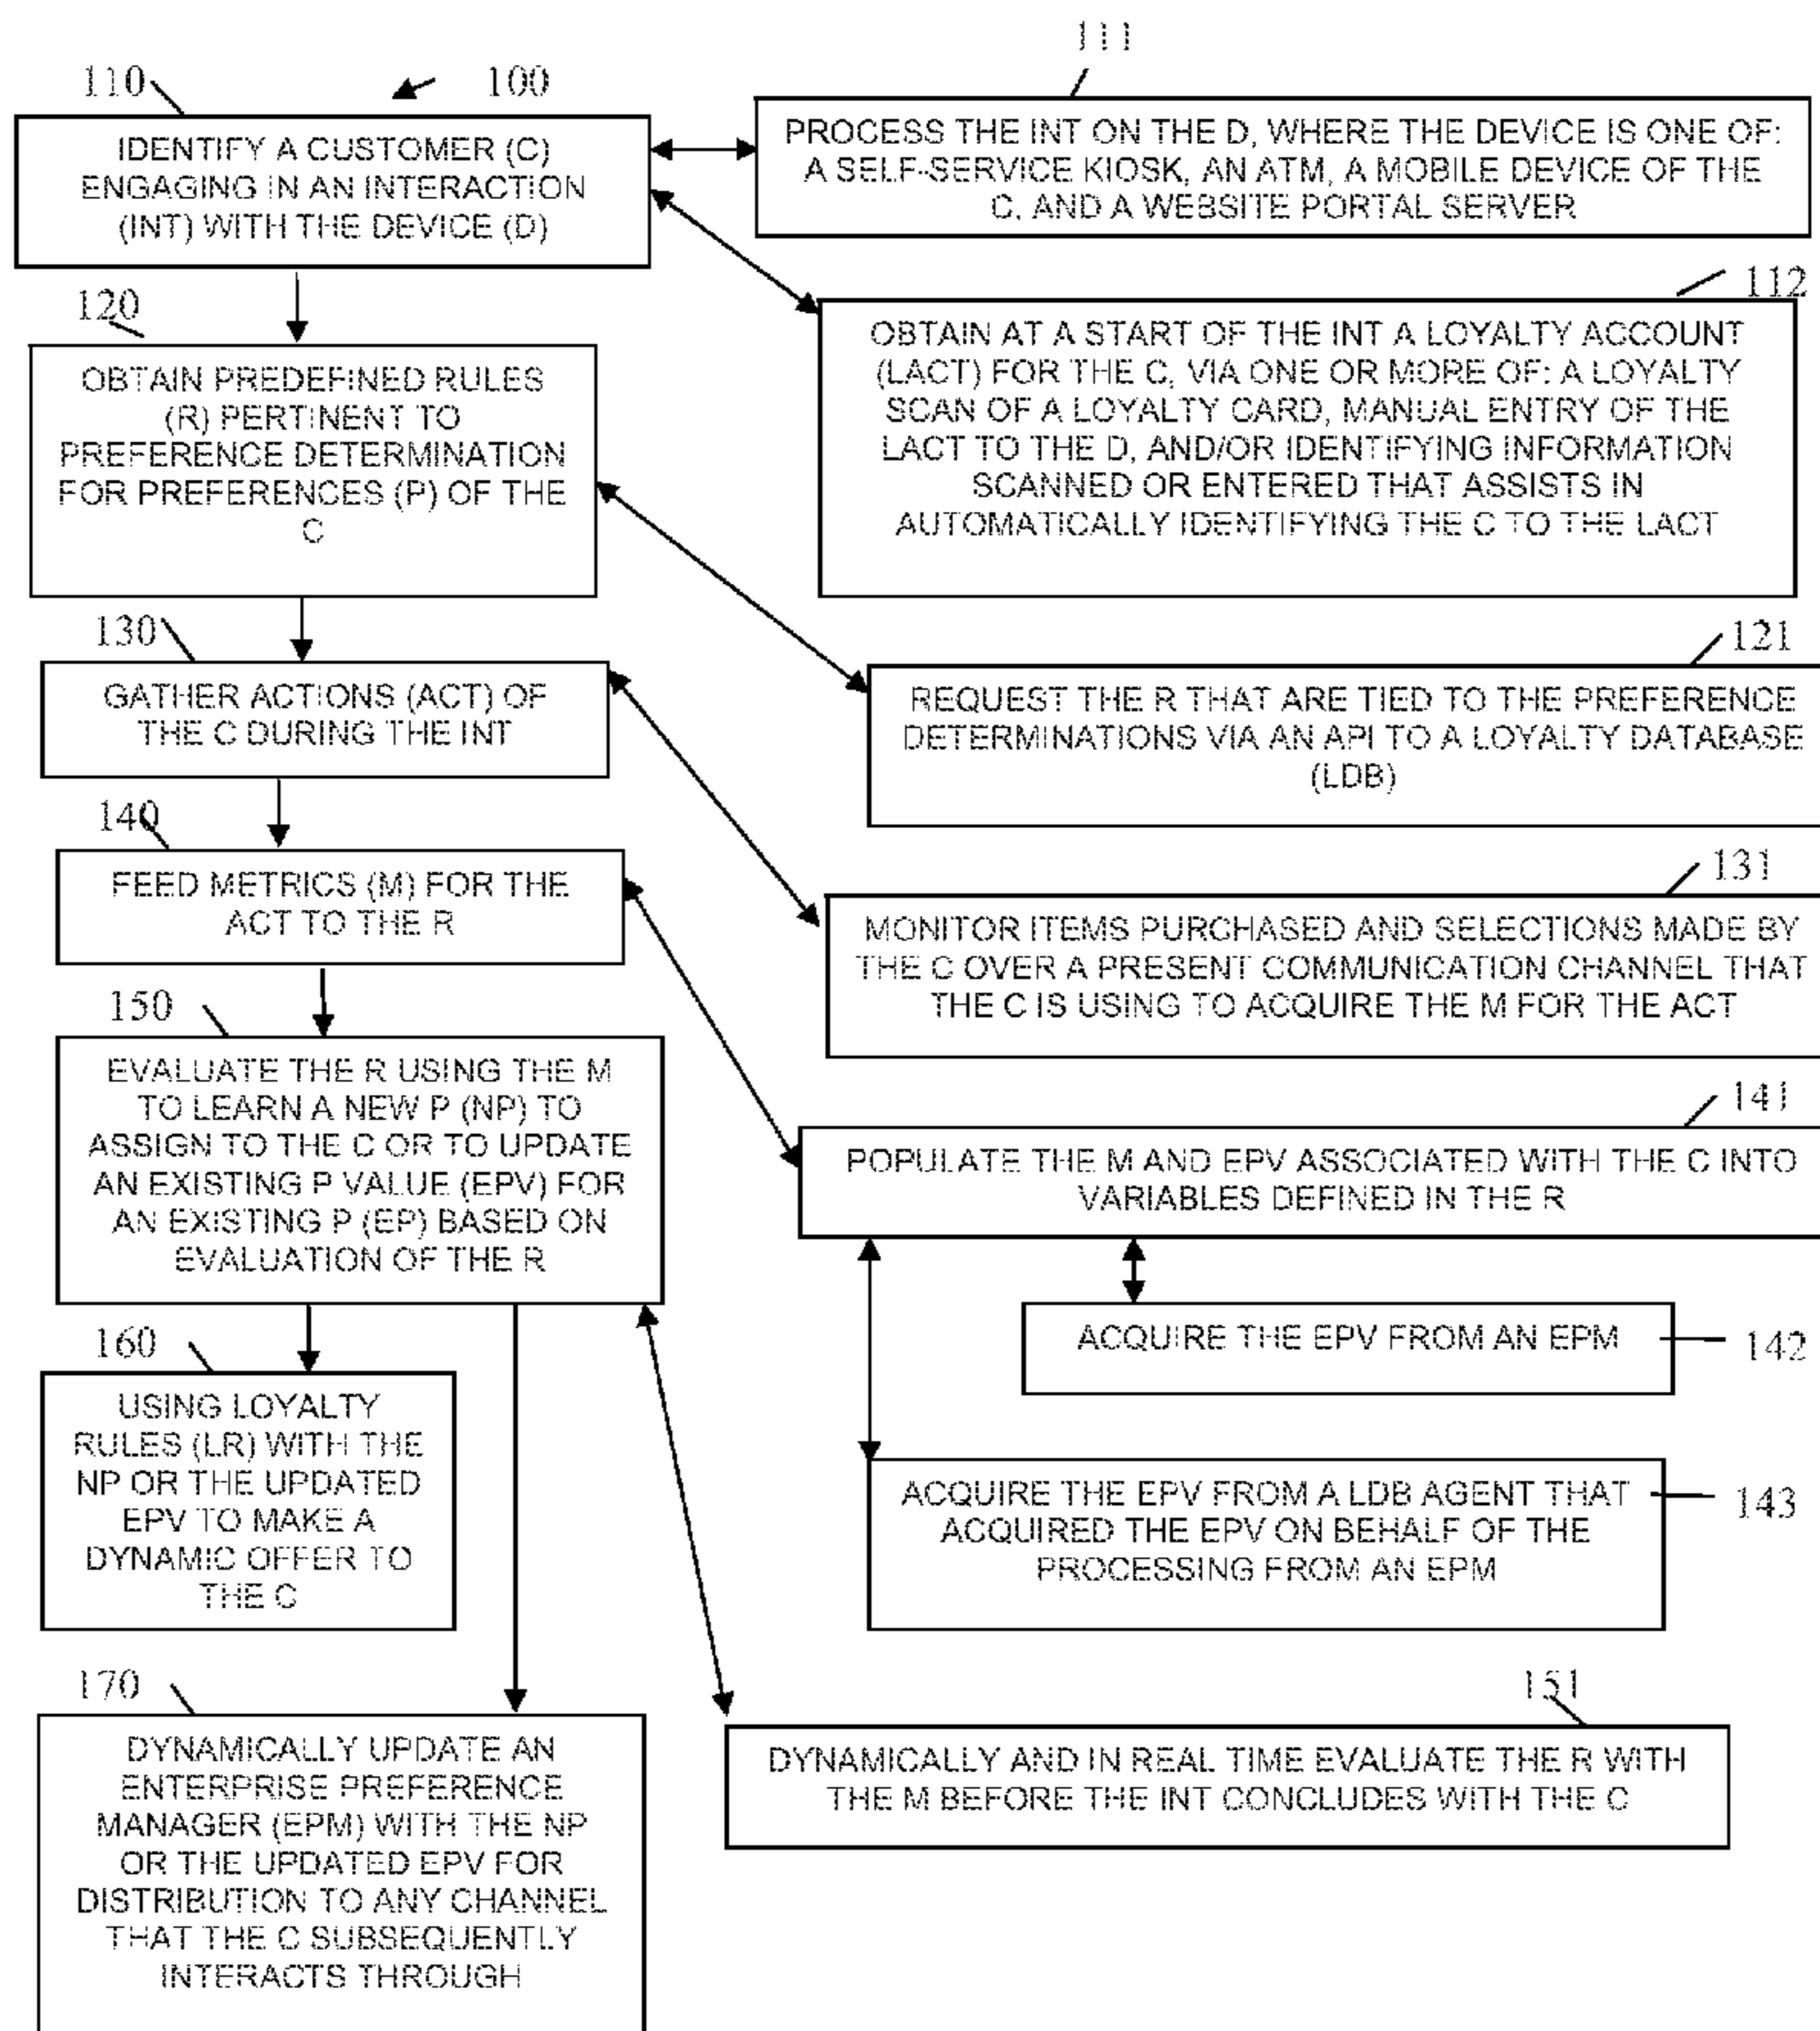 111
110
100
IDENTIFY A CUSTOMER (C)
ENGAGING IN AN INTERACTION
(INT) WITH THE DEVICE (D)
PROCESS THE INT ON THE D, WHERE THE DEVICE IS ONE OF:
A SELF-SERVICE KIOSK, AN ATM, A MOBILE DEVICE OF THE
C, AND A WEBSITE PORTAL SERVER
112
OBTAIN AT A START OF THE INT A LOYALTY ACCOUNT
(LACT) FOR THE C, VIA ONE OR MORE OF: A LOYALTY
SCAN OF A LOYALTY CARD, MANUAL ENTRY OF THE
LACT TO THE D, AND/OR IDENTIFYING INFORMATION
SCANNED OR ENTERED THAT ASSISTS IN
AUTOMATICALLY IDENTIFYING THE C TO THE LACT
120
OBTAIN PREDEFINED RULES
(R) PERTINENT TO
PREFERENCE DETERMINATION
FOR PREFERENCES (P) OF THE
C
121
REQUEST THE R THAT ARE TIED TO THE PREFERENCE
DETERMINATIONS VIA AN API TO A LOYALTY DATABASE
(LDB)
130
GATHER ACTIONS (ACT) OF
THE C DURING THE INT
131
MONITOR ITEMS PURCHASED AND SELECTIONS MADE BY
THE C OVER A PRESENT COMMUNICATION CHANNEL THAT
THE C IS USING TO ACQUIRE THE M FOR THE ACT
140
FEED METRICS (M) FOR THE
ACT TO THE R
141
POPULATE THE M AND EPV ASSOCIATED WITH THE C INTO
VARIABLES DEFINED IN THE R
142
ACQUIRE THE EPV FROM AN EPM
143
ACQUIRE THE EPV FROM A LDB AGENT THAT
ACQUIRED THE EPV ON BEHALF OF THE
PROCESSING FROM AN EPM
150
EVALUATE THE R USING THE M
TO LEARN A NEW P (NP) TO
ASSIGN TO THE C OR TO UPDATE
AN EXISTING P VALUE (EPV) FOR
AN EXISTING P (EP) BASED ON
EVALUATION OF THE R
151
DYNAMICALLY AND IN REAL TIME EVALUATE THE R WITH
THE M BEFORE THE INT CONCLUDES WITH THE C
160
USING LOYALTY
RULES (LR) WITH THE
NP OR THE UPDATED
EPV TO MAKE A
DYNAMIC OFFER TO
THE C
170
DYNAMICALLY UPDATE AN
ENTERPRISE PREFERENCE
MANAGER (EPM) WITH THE NP
OR THE UPDATED EPV FOR
DISTRIBUTION TO ANY CHANNEL
THAT THE C SUBSEQUENTLY
INTERACTS THROUGH